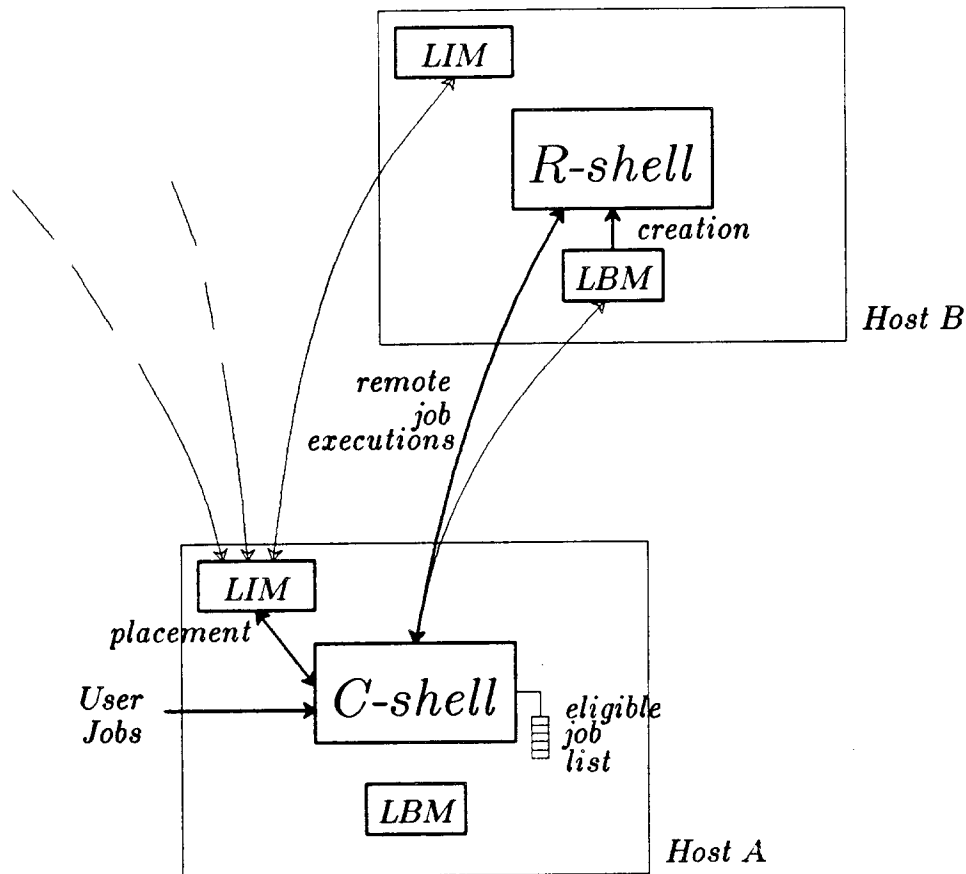 LIM
R-shell
creation
LBM
Host B
remote
job
executions
LIM
placement
C-shell
User
Jobs
eligible
job
list
LBM
Host A